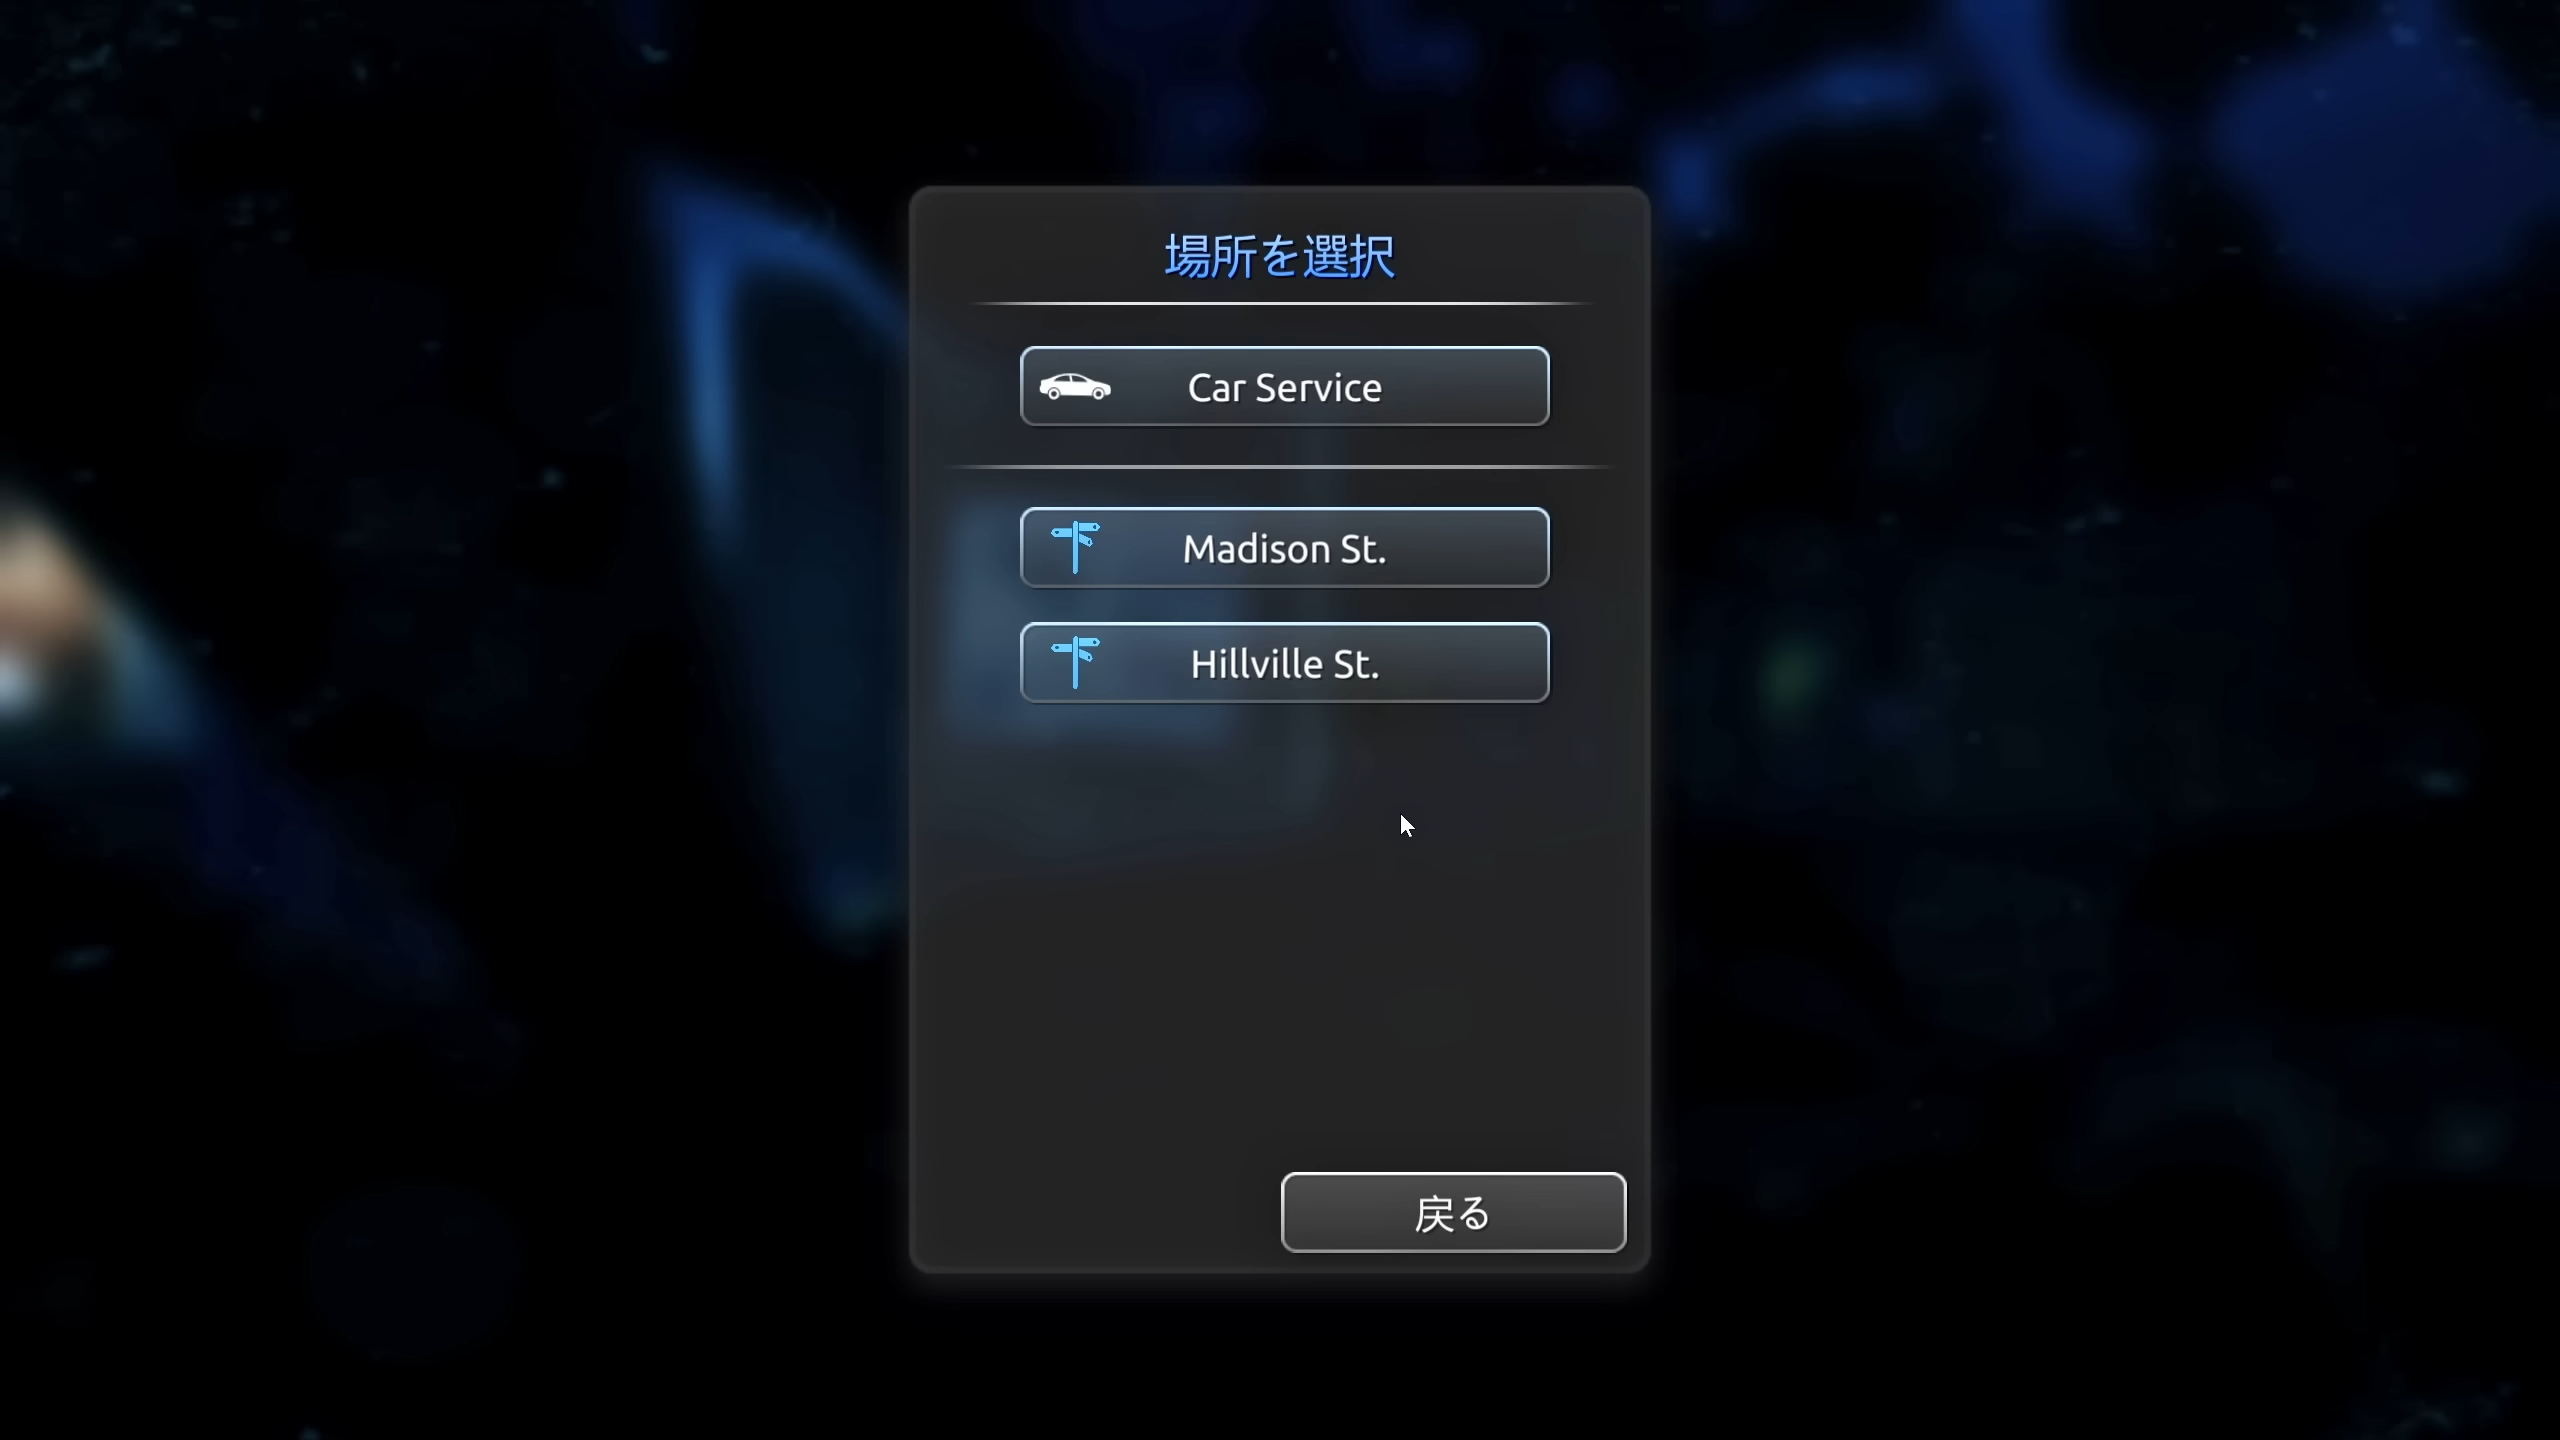 場所を選択
Car Service
Madison St.
Hillville St.
戻る